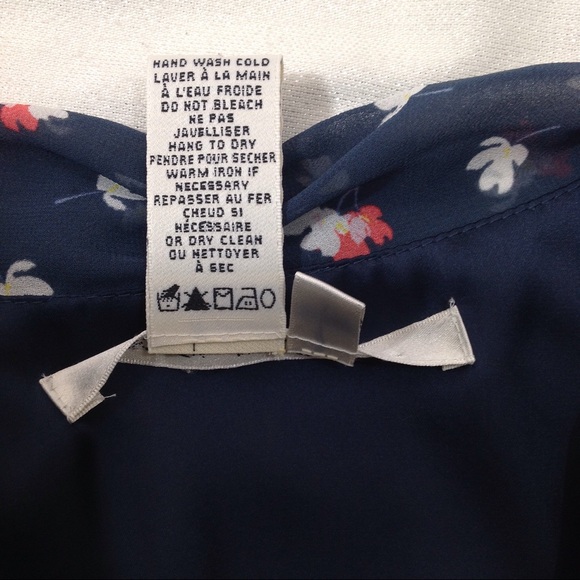 HAND WASH COLD
LAVER À LA MAIN
À L'EAU FROIDE
DO NOT BLEACH
NE PAS
JAVELLISER
HANG TO DRY
PENDRE POUR SECHER
WARM IRON IF
NECESSARY
REPASSER AU FER
CHEUD SI
NÉCESSAIRE
OR DRY CLEAN
OU NETTOYER
À SEC